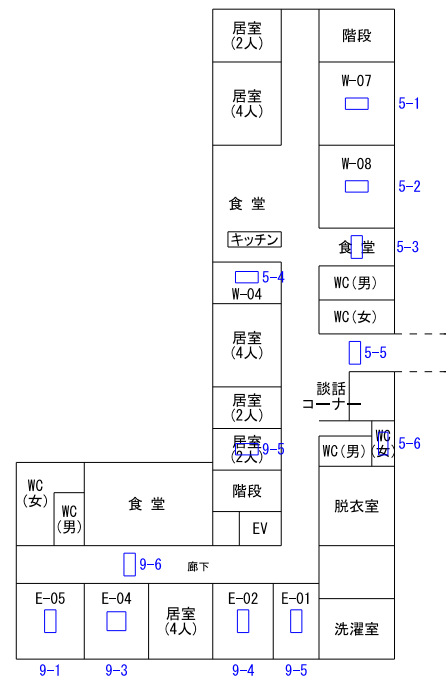 居室
(2人)
階段
居室
(4人)
W-07
5-1
W-08
5-2
食 堂
キッチン
食 堂
5-3
WC(男)
5-4
W-04
WC(女)
居室
(4人)
5-5
談話
コーナー
居室
(2人)
居室
(2人)
9-5
WC(男)
WC
(女)
5-6
WC
(女)
WC
(男)
食 堂
階段
脱衣室
EV
9-6
廊下
E-05
E-04
居室
(4人)
E-02
E-01
洗濯室
9-1
9-3
9-4
9-5